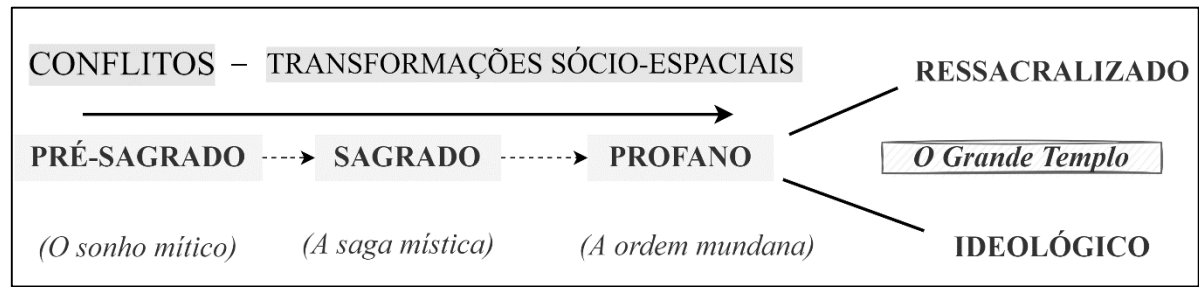 CONFLITOS – TRANSFORMAÇÕES SÓCIO-ESPACIAIS
RESSACRALIZADO
PRÉ-SAGRADO SAGRADO PROFANO
O Grande Templo
(O sonho mítico) (A saga mística) (A ordem mundana)
IDEOLÓGICO